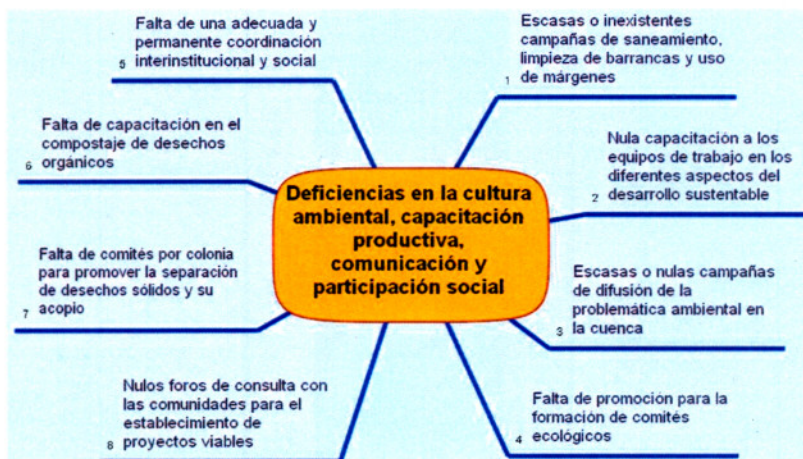 Deficiencias en la cultura
ambiental, capacitación
productiva,
comunicación y
participación social
Escasas o inexistentes
campañas de saneamiento,
limpieza de barrancas y uso
1 de márgenes
Nula capacitación a los
equipos de trabajo en los
diferentes aspectos del
2 desarrollo sustentable
Escasas o nulas campañas
de difusión de la
problemática ambiental en
3 la cuenca
Falta de promoción para la
formación de comités
4 ecológicos
Falta de una adecuada y
permanente coordinación
5 interinstitucional y social
Falta de capacitación en el
compostaje de desechos
6 orgánicos
Falta de comités por colonia
para promover la separación
de desechos sólidos y su
7 acopio
Nulos foros de consulta con
las comunidades para el
establecimiento de
8 proyectos viables